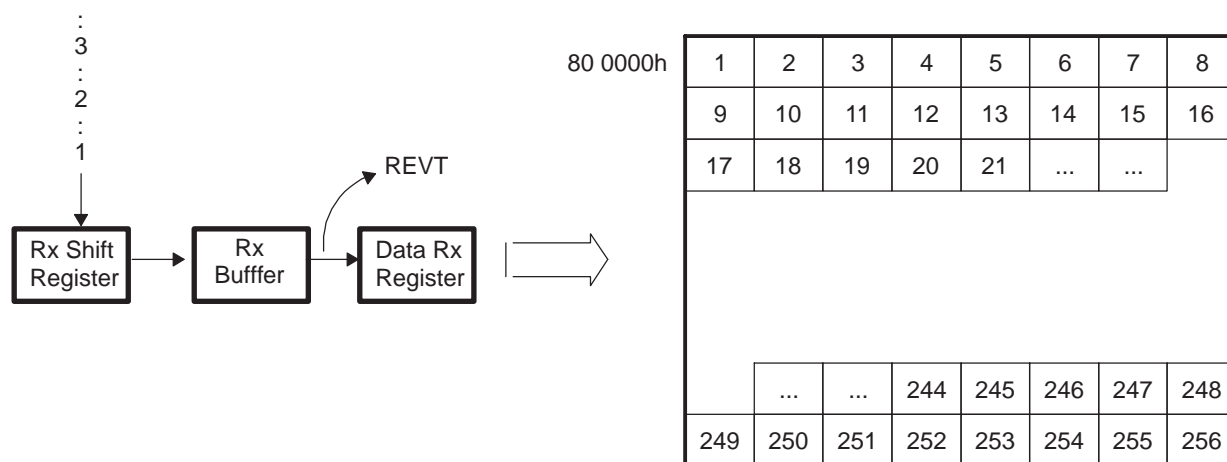 :
3
:
2
:
1
REVT
Rx Shift
Register
Rx
Bufffer
Data Rx
Register
80 0000h
1 2 3 4 5 6 7 8
9 10 11 12 13 14 15 16
17 18 19 20 21 ... ...
... ... 244 245 246 247 248
249 250 251 252 253 254 255 256